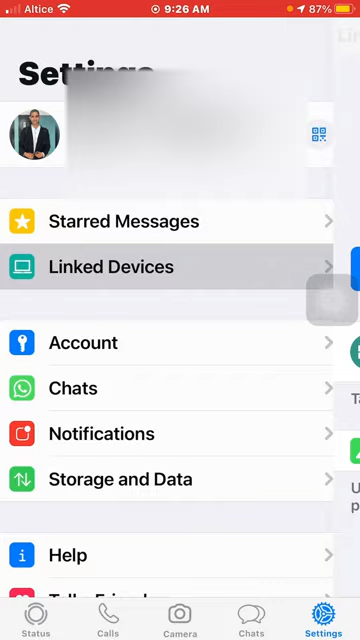 Altice 9:26 AM 87%
Settings
Starred Messages
Linked Devices
Account
Chats
Notifications
Storage and Data
Help
Status Calls Camera Chats Settings